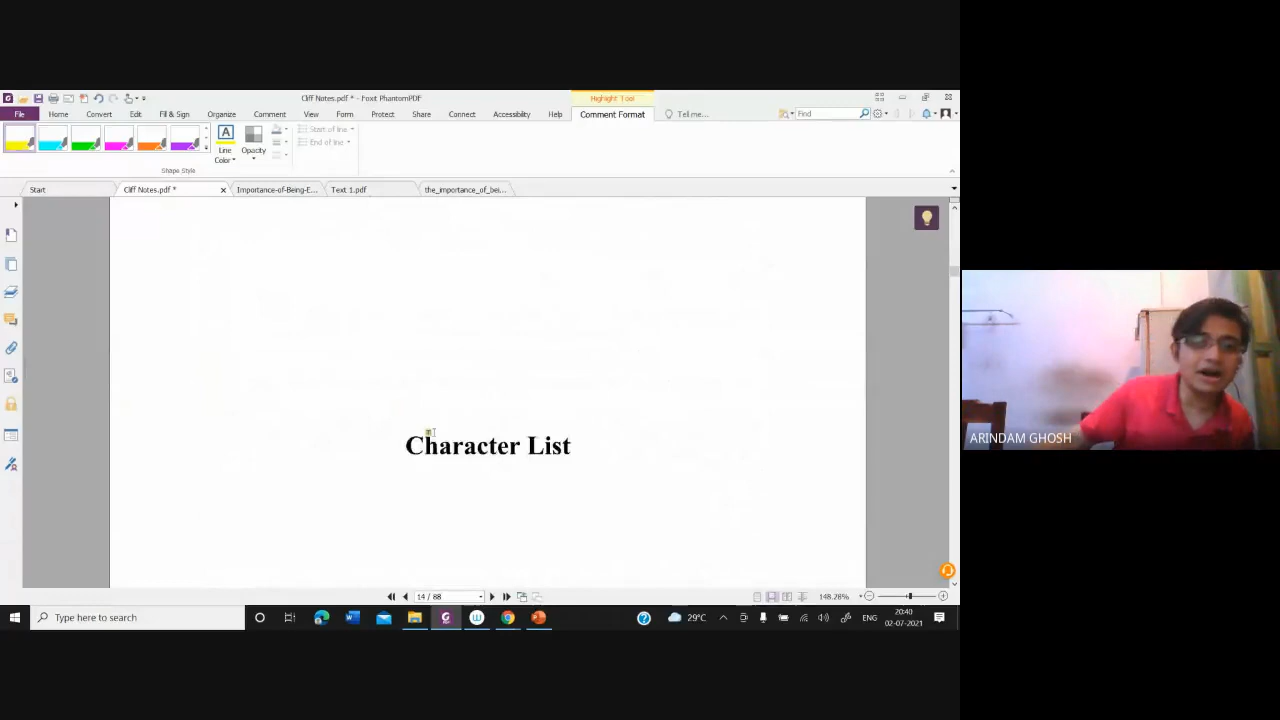 Cliff Notes.pdf * - Foxit PhantomPDF
Highlight Tool
File Home Convert Edit Fill & Sign Organize Comment View Form Protect Share Connect Accessibility Help Comment Format Tell me... Find
Line Color
Opacity
Start of line
End of line
Shape Style
Start Cliff Notes.pdf * Importance-of-Being-E... Text 1.pdf the_importance_of_bei...
Character List
ARINDAM GHOSH
14 / 88 148.28%
Type here to search 29°C ENG 20:40
02-07-2021